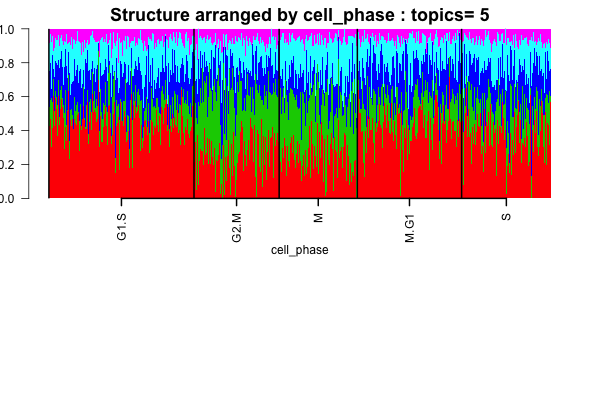 Structure arranged by cell_phase : topics= 5
1.0
0.8
0.6
0.4
0.2
0.0
G1.S
G2.M
M
M.G1
S
cell_phase